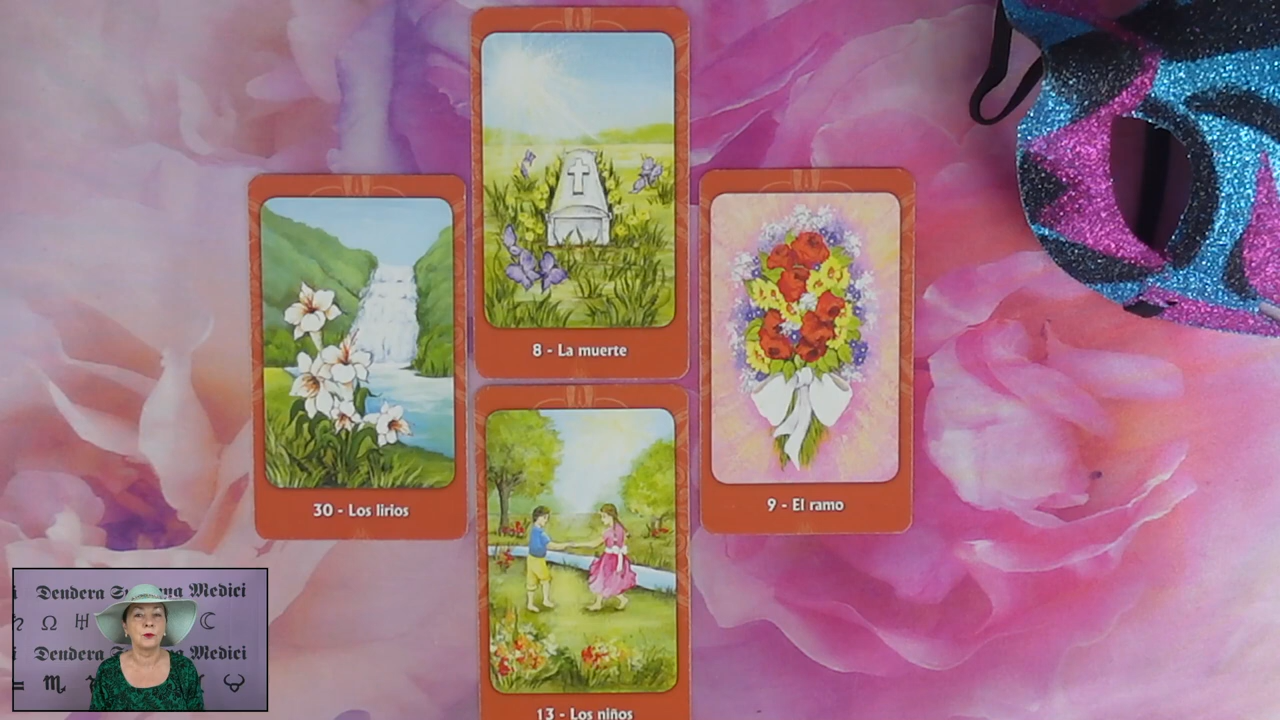 8 - La muerte
30 - Los lirios
9 - El ramo
13 - Los niños
Dendera Medici
Dendera Medici